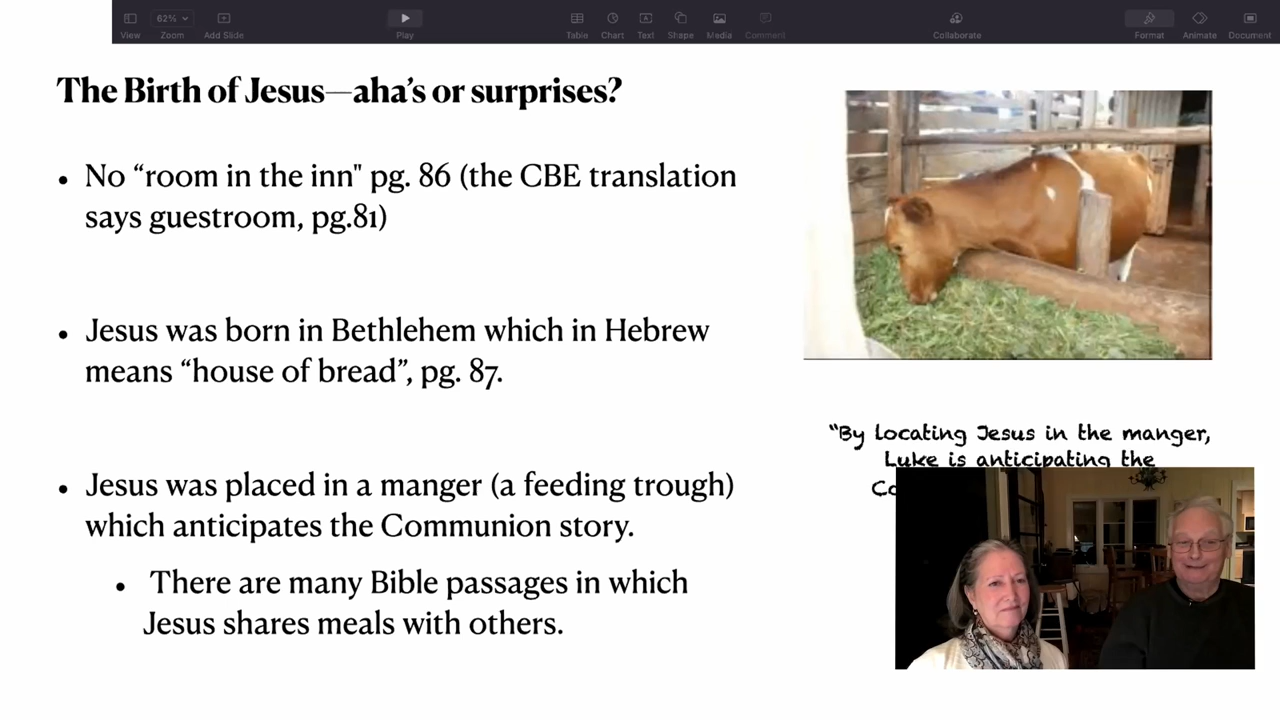 62%
View
Zoom
Add Slide
Play
Table
Chart
Text
Shape
Media
Comment
Collaborate
Format
Animate
Document
The Birth of Jesus—aha's or surprises?
• No “room in the inn" pg. 86 (the CBE translation
says guestroom, pg.81)
• Jesus was born in Bethlehem which in Hebrew
means “house of bread”, pg. 87.
• Jesus was placed in a manger (a feeding trough)
which anticipates the Communion story.
• There are many Bible passages in which
Jesus shares meals with others.
“By locating Jesus in the manger,
Luke is anticipating the